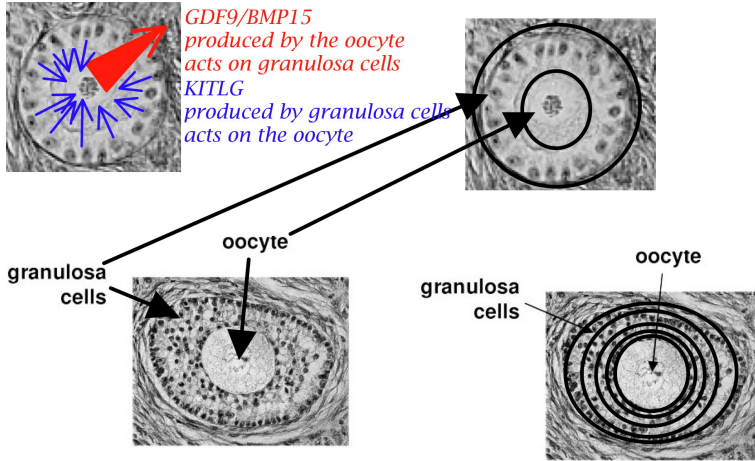 GDF9/BMP15
produced by the oocyte
acts on granulosa cells
KITLG
produced by granulosa cells
acts on the oocyte
oocyte
granulosa
cells
oocyte
granulosa
cells